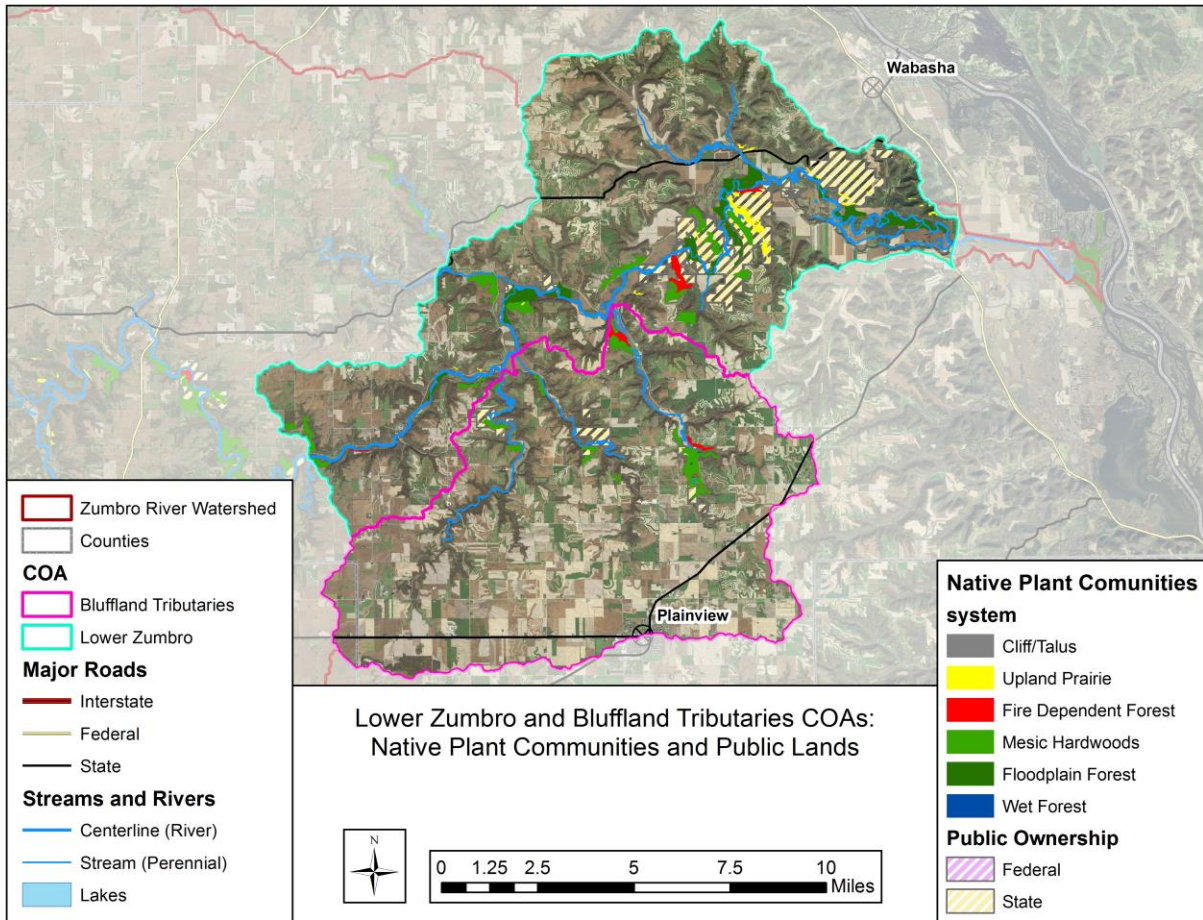 Wabasha
Plainview
Zumbro River Watershed
Counties
COA
Bluffland Tributaries
Lower Zumbro
Major Roads
Interstate
Federal
State
Streams and Rivers
Centerline (River)
Stream (Perennial)
Lakes
Lower Zumbro and Bluffland Tributaries COAs:
Native Plant Communities and Public Lands
N
0 1.25 2.5 5 7.5 10
Miles
Native Plant Comunities
system
Cliff/Talus
Upland Prairie
Fire Dependent Forest
Mesic Hardwoods
Floodplain Forest
Wet Forest
Public Ownership
Federal
State